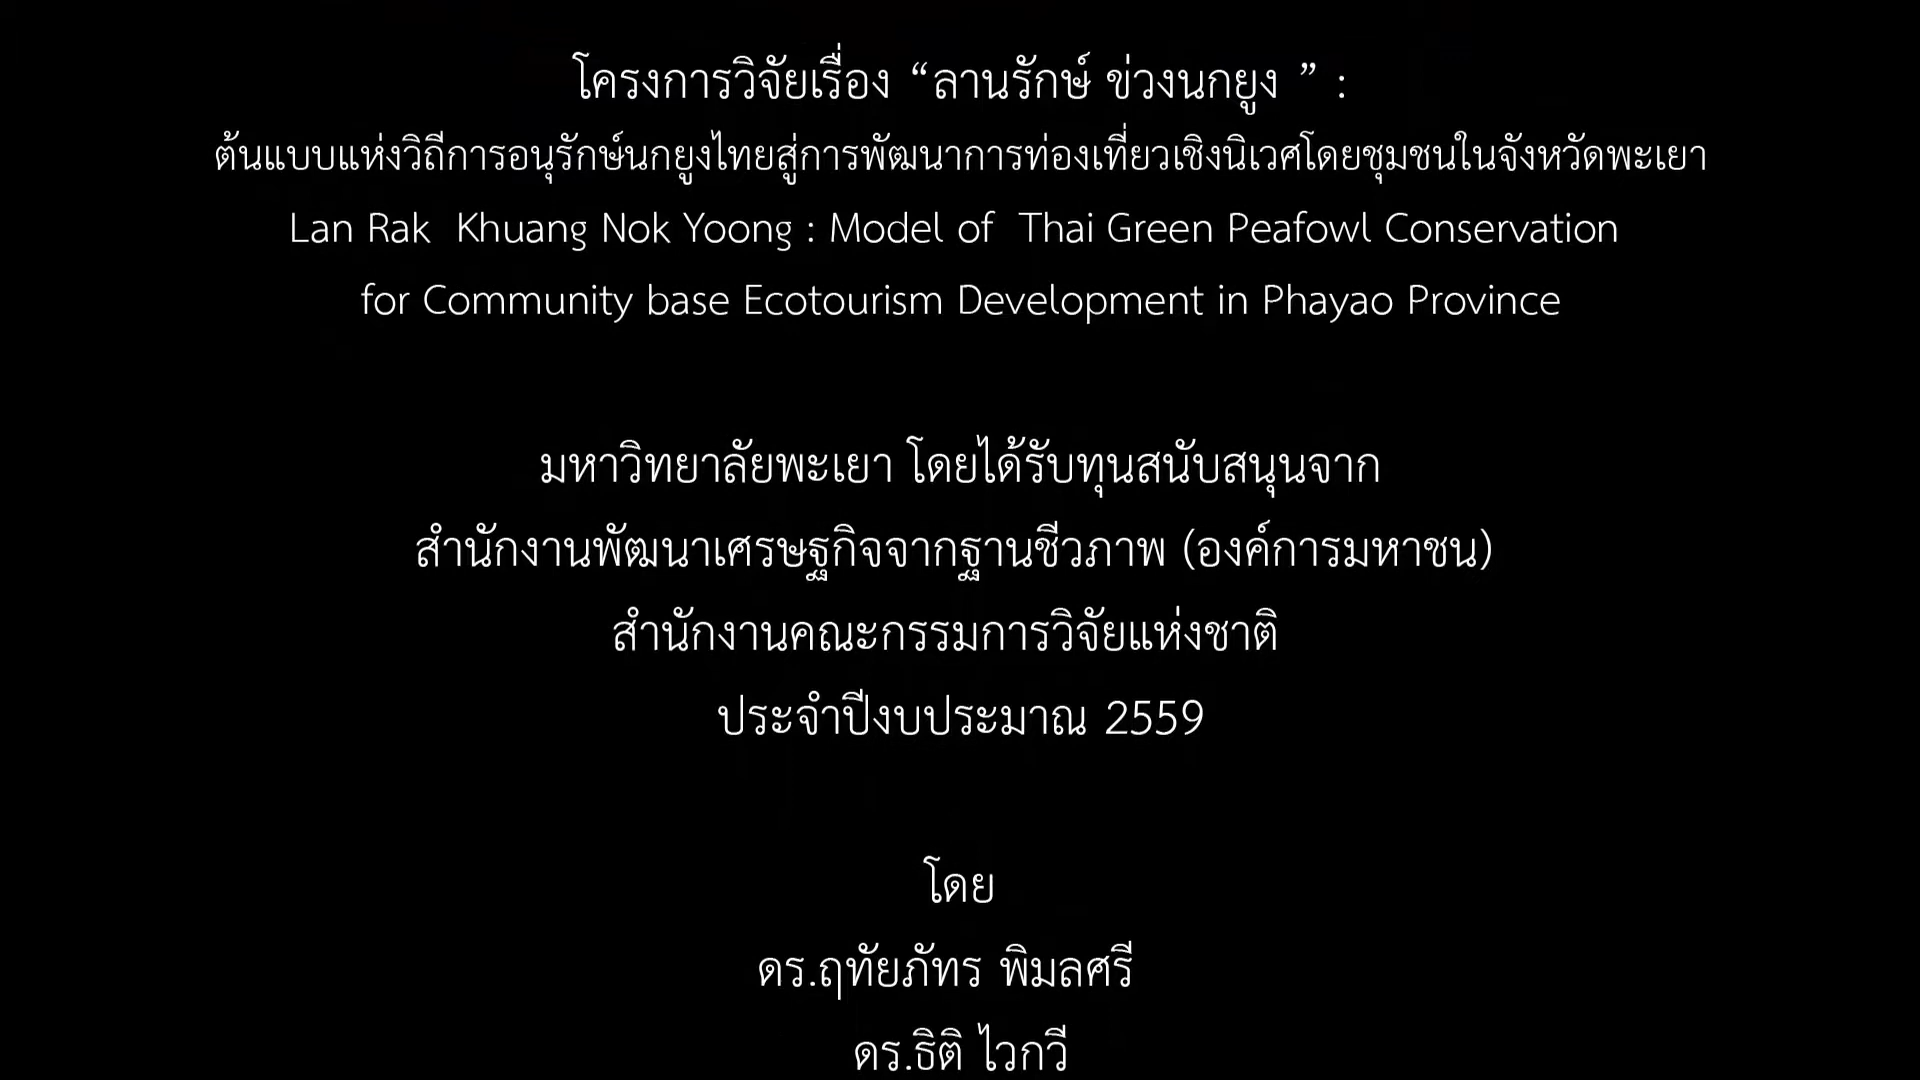 โครงการวิจัยเรื่อง “ลานรักษ์ ข่วงนกยูง ” :
ต้นแบบแห่งวิถีการอนุรักษ์นกยูงไทยสู่การพัฒนาการท่องเที่ยวเชิงนิเวศโดยชุมชนในจังหวัดพะเยา
Lan Rak Khuang Nok Yoong : Model of Thai Green Peafowl Conservation
for Community base Ecotourism Development in Phayao Province
มหาวิทยาลัยพะเยา โดยได้รับทุนสนับสนุนจาก
สำนักงานพัฒนาเศรษฐกิจจากฐานชีวภาพ (องค์การมหาชน)
สำนักงานคณะกรรมการวิจัยแห่งชาติ
ประจำปีงบประมาณ 2559
โดย
ดร.ฤทัยภัทร พิมลศรี
ดร.ธิติ ไวกวี